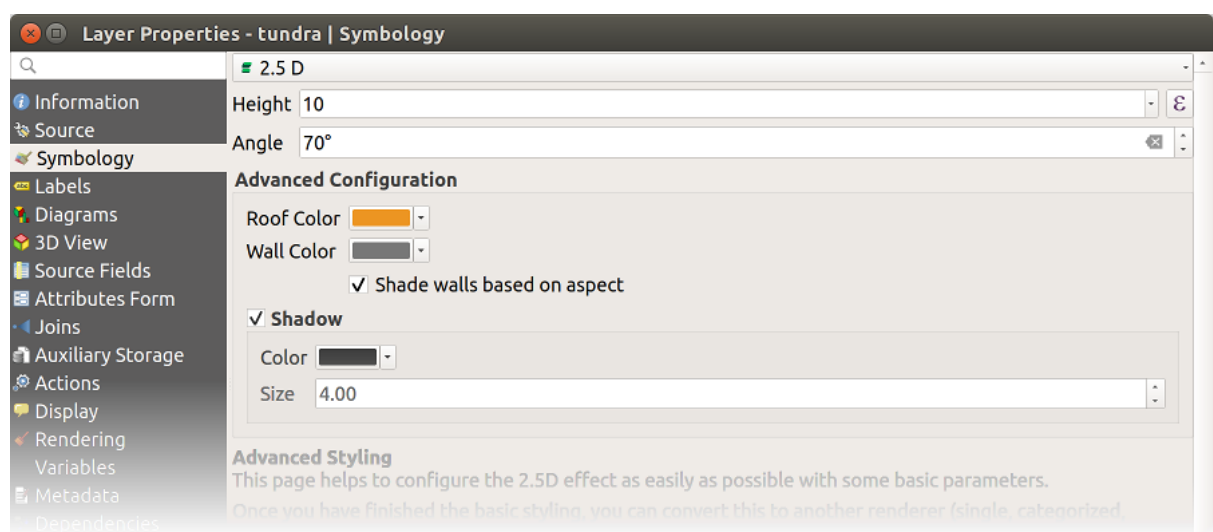 Layer Properties - tundra | Symbology
2.5 D
Information
Height 10 ε
Source
Angle 70°
Symbology
Advanced Configuration
Labels
Diagrams
Roof Color
3D View
Wall Color
Source Fields
Shade walls based on aspect
Attributes Form
Joins
Shadow
Auxiliary Storage
Color
Actions
Size 4.00
Display
Rendering
Advanced Styling
Variables
This page helps to configure the 2.5D effect as easily as possible with some basic parameters.
Metadata
Once you have finished the basic styling, you can convert this to another renderer (single, categorized,
Dependencies